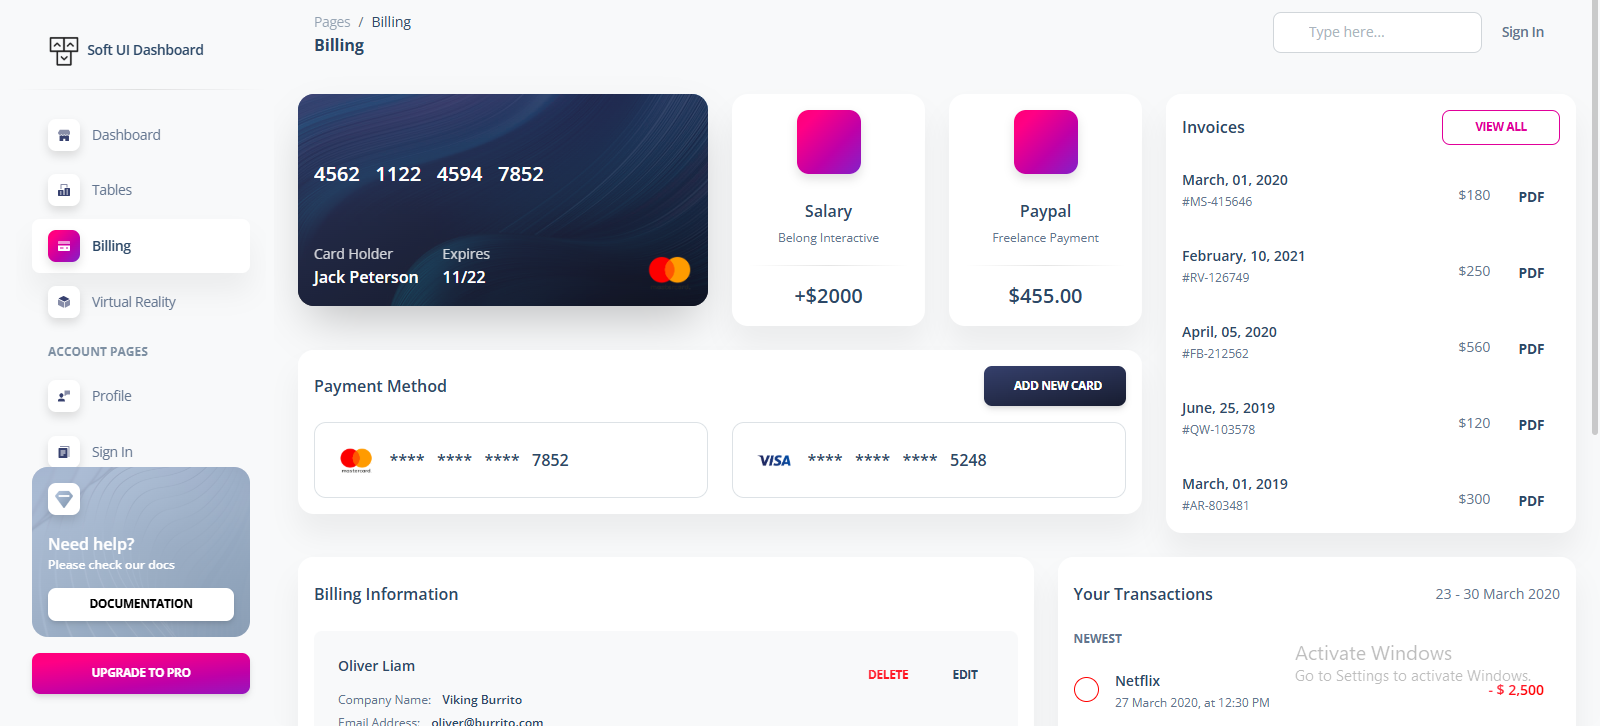 Soft UI Dashboard
Dashboard
Tables
Billing
Virtual Reality
ACCOUNT PAGES
Profile
Sign In
Need help?
Please check our docs
DOCUMENTATION
UPGRADE TO PRO
Pages / Billing
Billing
Type here...
Sign In
4562 1122 4594 7852
Card Holder
Jack Peterson
Expires
11/22
Salary
Belong Interactive
+$2000
Paypal
Freelance Payment
$455.00
Payment Method
ADD NEW CARD
mastercard
**** **** **** 7852
VISA
**** **** **** 5248
Invoices
VIEW ALL
March, 01, 2020
#MS-415646
$180 PDF
February, 10, 2021
#RV-126749
$250 PDF
April, 05, 2020
#FB-212562
$560 PDF
June, 25, 2019
#QW-103578
$120 PDF
March, 01, 2019
#AR-803481
$300 PDF
Billing Information
Oliver Liam
DELETE EDIT
Company Name: Viking Burrito
Email Address: oliver@burrito.com
Your Transactions
23 - 30 March 2020
NEWEST
Netflix
27 March 2020, at 12:30 PM
- $ 2,500
Activate Windows
Go to Settings to activate Windows.